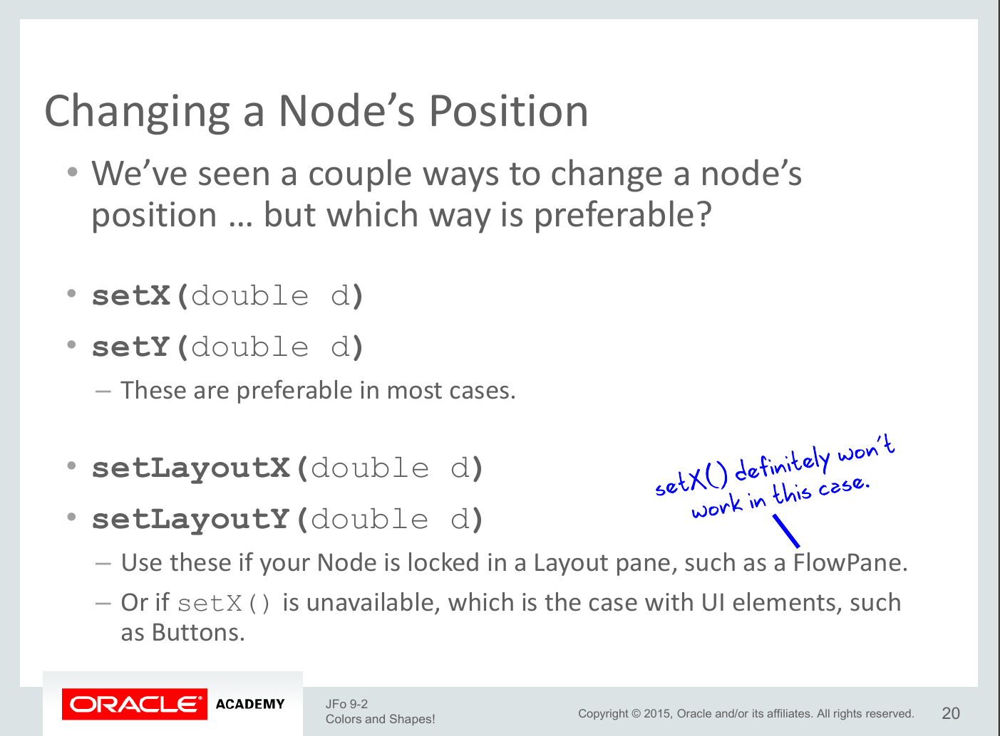 Changing a Node’s Position
• We’ve seen a couple ways to change a node’s
position … but which way is preferable?
• setX(double d)
• setY(double d)
– These are preferable in most cases.
• setLayoutX(double d)
• setLayoutY(double d)
setX() definitely won't
work in this case.
– Use these if your Node is locked in a Layout pane, such as a FlowPane.
– Or if setX() is unavailable, which is the case with UI elements, such
as Buttons.
ORACLE® ACADEMY
JFo 9-2
Colors and Shapes!
Copyright © 2015, Oracle and/or its affiliates. All rights reserved.
20